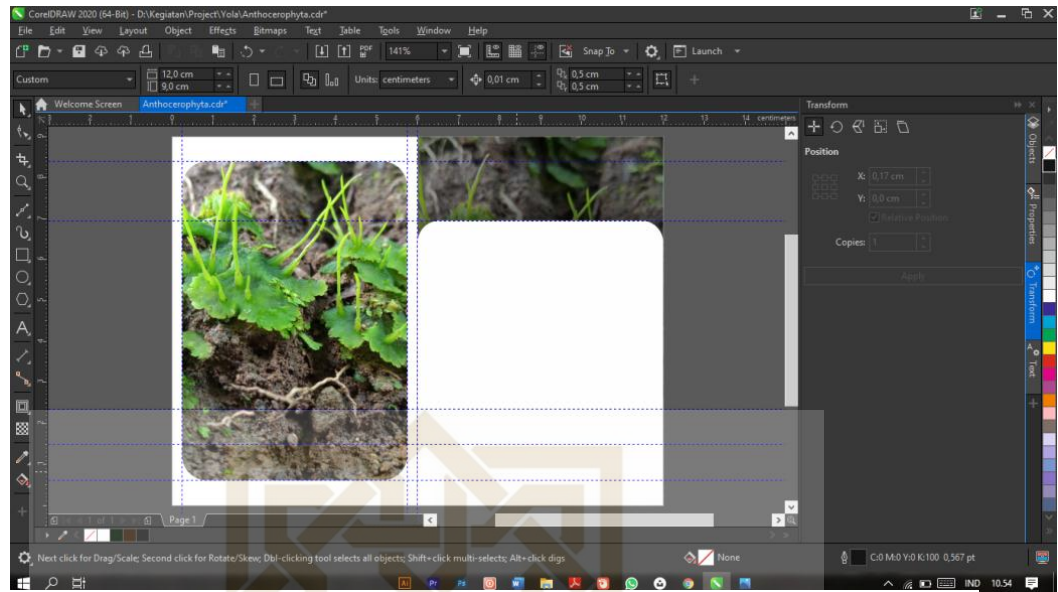 CorelDRAW 2020 (64-Bit) - D:\Kegiatan\Project\Yola\Anthocerophyta.cdr*
File Edit View Layout Object Effects Bitmaps Text Table Tools Window Help
PDF 141% Snap To Launch
Custom 12,0 cm 9,0 cm Units: centimeters 0,01 cm 0,5 cm 0,5 cm
Welcome Screen Anthocerophyta.cdr*
centimeters
Transform
Position
X: 0,17 cm
Y: 0,0 cm
Relative Position
Copies: 1
Apply
Objects
Properties
Transform
Text
1 of 1 Page 1
Next click for Drag/Scale; Second click for Rotate/Skew; Dbl-clicking tool selects all objects; Shift+click multi-selects; Alt+click digs None C:0 M:0 Y:0 K:100 0,567 pt
IND 10.54